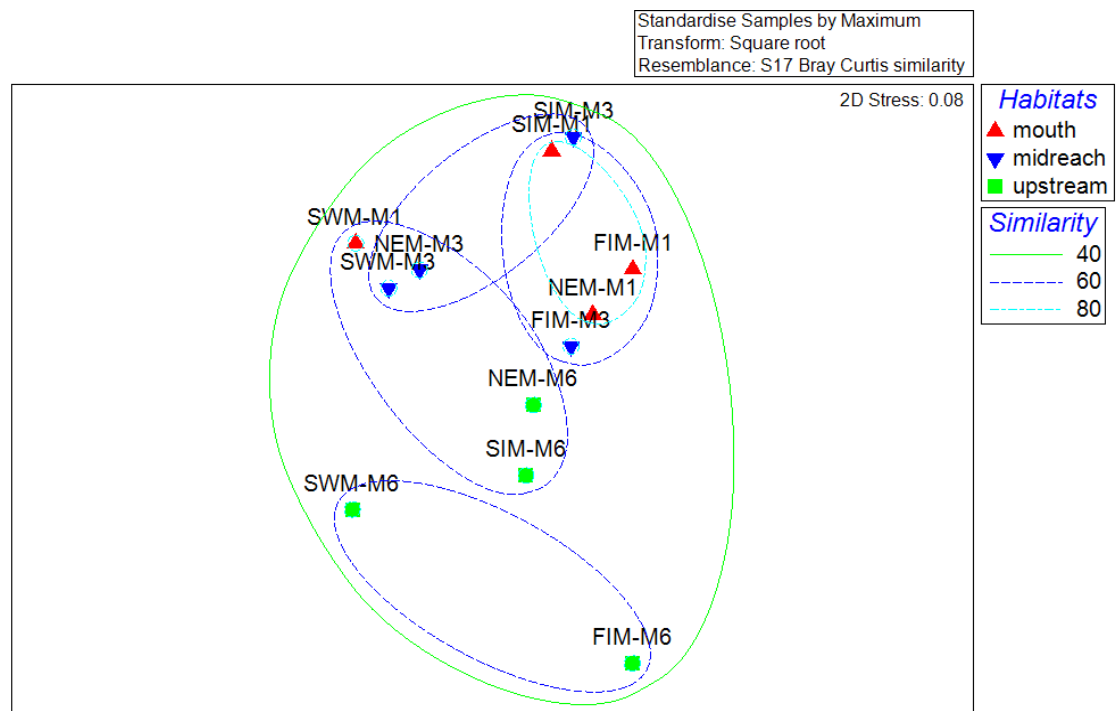 Standardise Samples by Maximum
Transform: Square root
Resemblance: S17 Bray Curtis similarity
2D Stress: 0.08
Habitats
mouth
midreach
upstream
Similarity
40
60
80
SIM-M3
SIM-M1
SWM-M1
NEM-M3
SWM-M3
FIM-M1
NEM-M1
FIM-M3
NEM-M6
SIM-M6
SWM-M6
FIM-M6